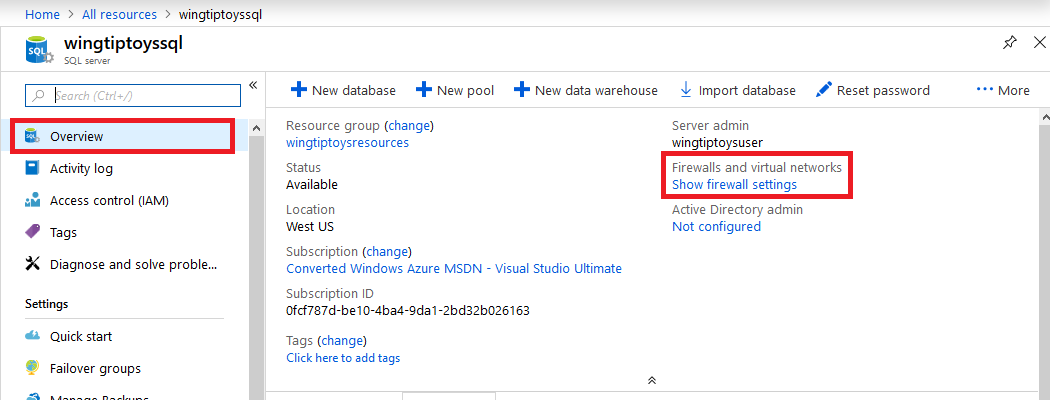 Home > All resources > wingtiptoyssql
wingtiptoyssql
SQL server
Search (Ctrl+/)
Overview
Activity log
Access control (IAM)
Tags
Diagnose and solve proble...
Settings
Quick start
Failover groups
Manage Backups
New database New pool New data warehouse Import database Reset password ··· More
Resource group (change)
wingtiptoysresources
Status
Available
Location
West US
Subscription (change)
Converted Windows Azure MSDN - Visual Studio Ultimate
Subscription ID
0fcf787d-be10-4ba4-9da1-2bd32b026163
Tags (change)
Click here to add tags
Server admin
wingtiptoysuser
Firewalls and virtual networks
Show firewall settings
Active Directory admin
Not configured